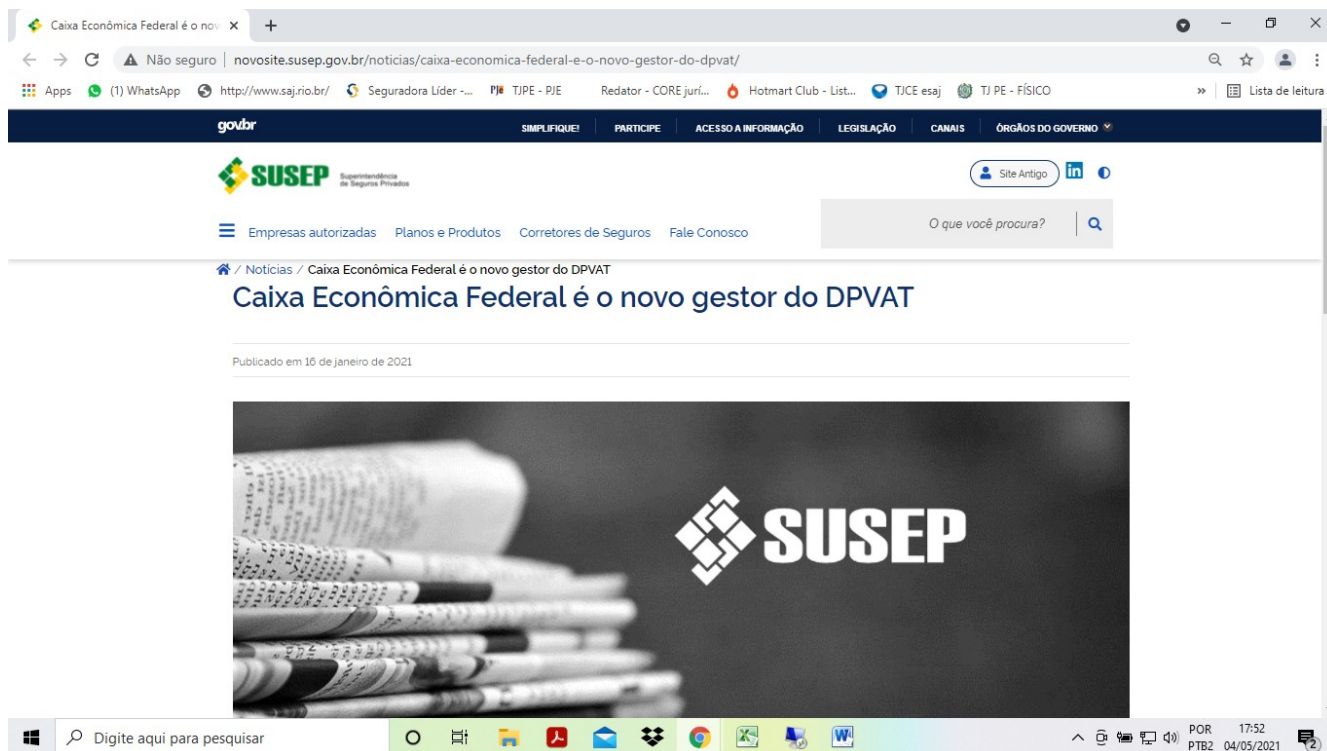 Caixa Econômica Federal é o nov
Não seguro | novosite.susep.gov.br/noticias/caixa-economica-federal-e-o-novo-gestor-do-dpvat/
Apps (1) WhatsApp http://www.saj.rio.br/ Seguradora Líder -... PJe TJPE - PJE Redator - CORE jurí... Hotmart Club - List... TJCE esaj TJ PE - FÍSICO » Lista de leitura
govbr SIMPLIFIQUE! PARTICIPE ACESSO A INFORMAÇÃO LEGISLAÇÃO CANAIS ÓRGÃOS DO GOVERNO
SUSEP Superintendência
de Seguros Privados
Site Antigo in
Empresas autorizadas Planos e Produtos Corretores de Seguros Fale Conosco O que você procura?
/ Notícias / Caixa Econômica Federal é o novo gestor do DPVAT
Caixa Econômica Federal é o novo gestor do DPVAT
Publicado em 16 de janeiro de 2021
SUSEP
Digite aqui para pesquisar
POR 17:52
PTB2 04/05/2021 2